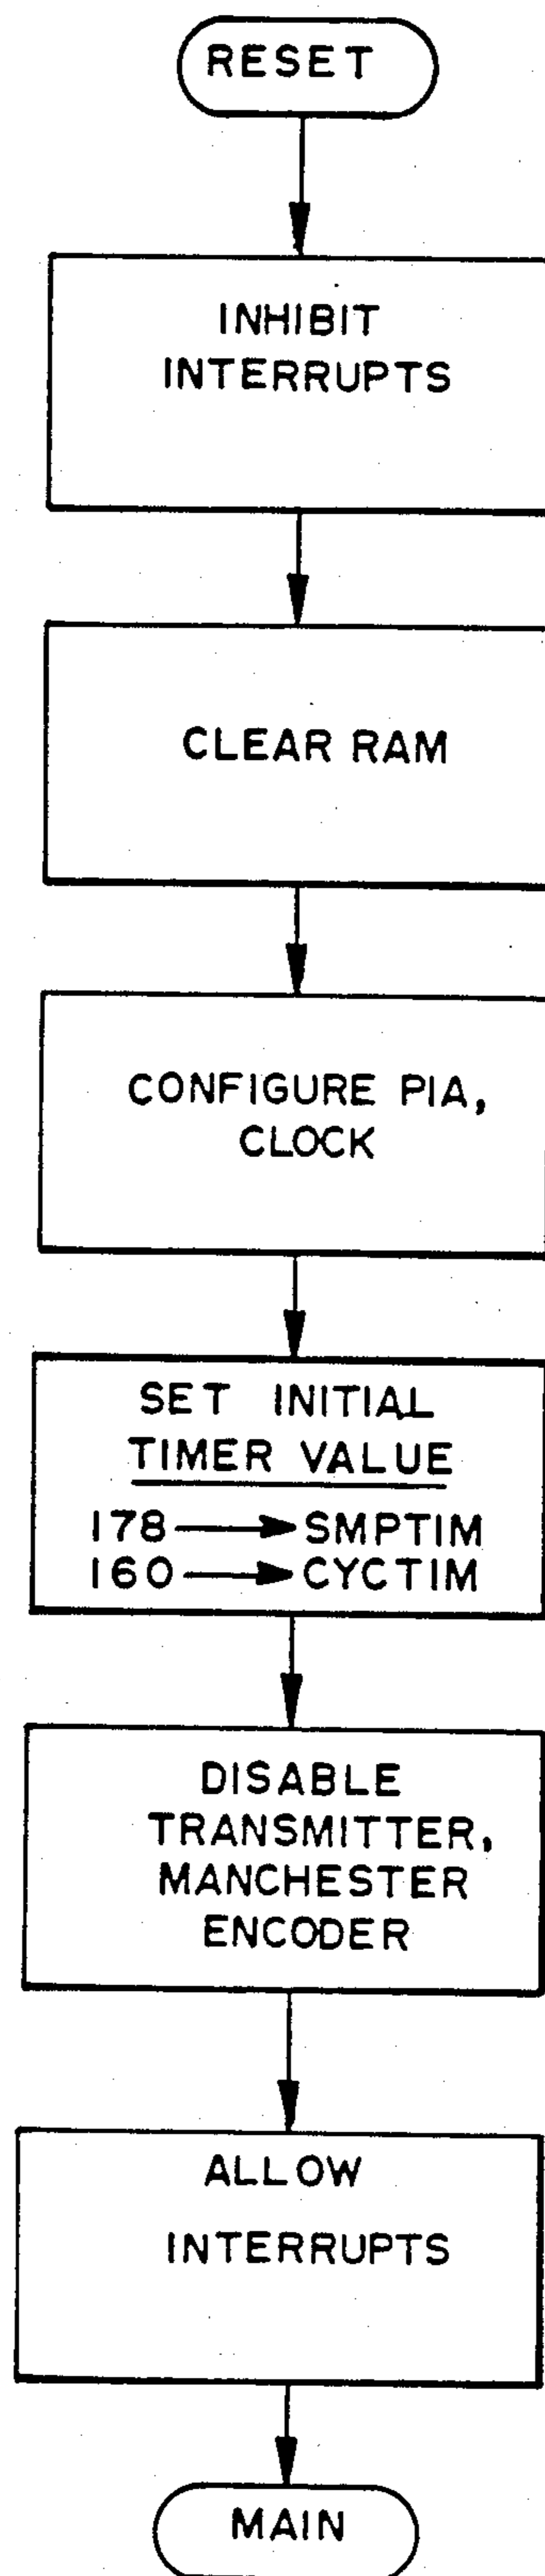 RESET
INHIBIT
INTERRUPTS
CLEAR RAM
CONFIGURE PIA,
CLOCK
SET INITIAL
TIMER VALUE
178 → SMPTIM
160 → CYCTIM
DISABLE
TRANSMITTER,
MANCHESTER
ENCODER
ALLOW
INTERRUPTS
MAIN